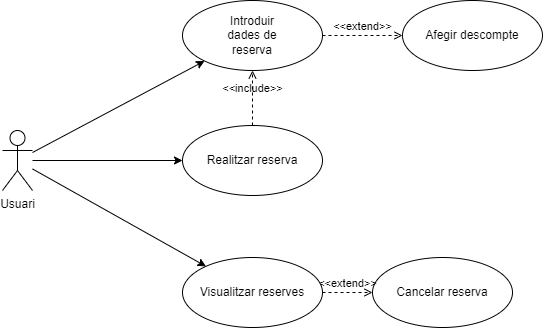 Introduir
dades de
reserva
<<extend>>
Afegir descompte
<<include>>
Realitzar reserva
Usuari
Visualitzar reserves
<<extend>>
Cancelar reserva